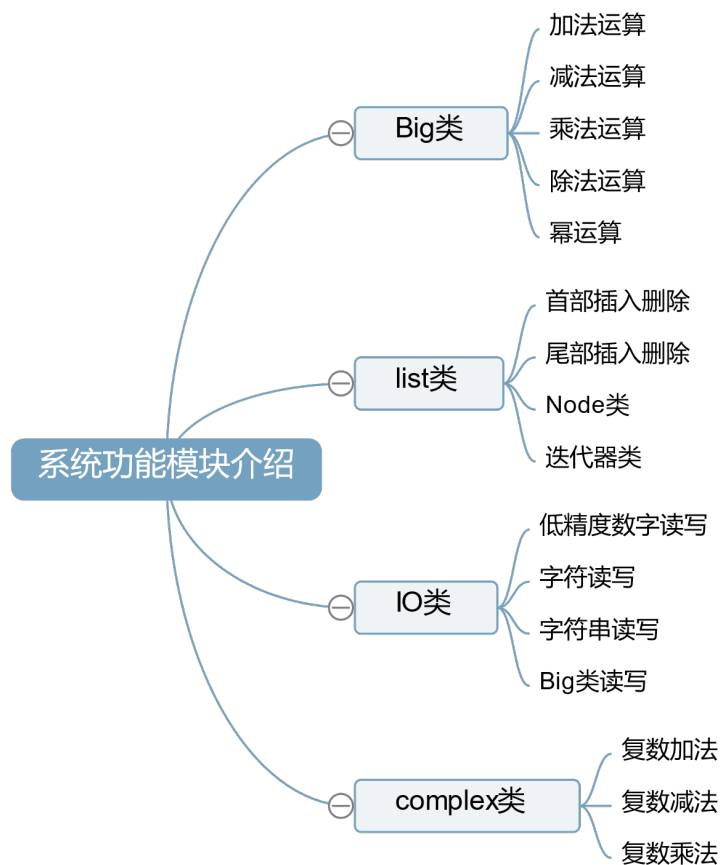 系统功能模块介绍
Big类
加法运算
减法运算
乘法运算
除法运算
幂运算
list类
首部插入删除
尾部插入删除
Node类
迭代器类
IO类
低精度数字读写
字符读写
字符串读写
Big类读写
complex类
复数加法
复数减法
复数乘法